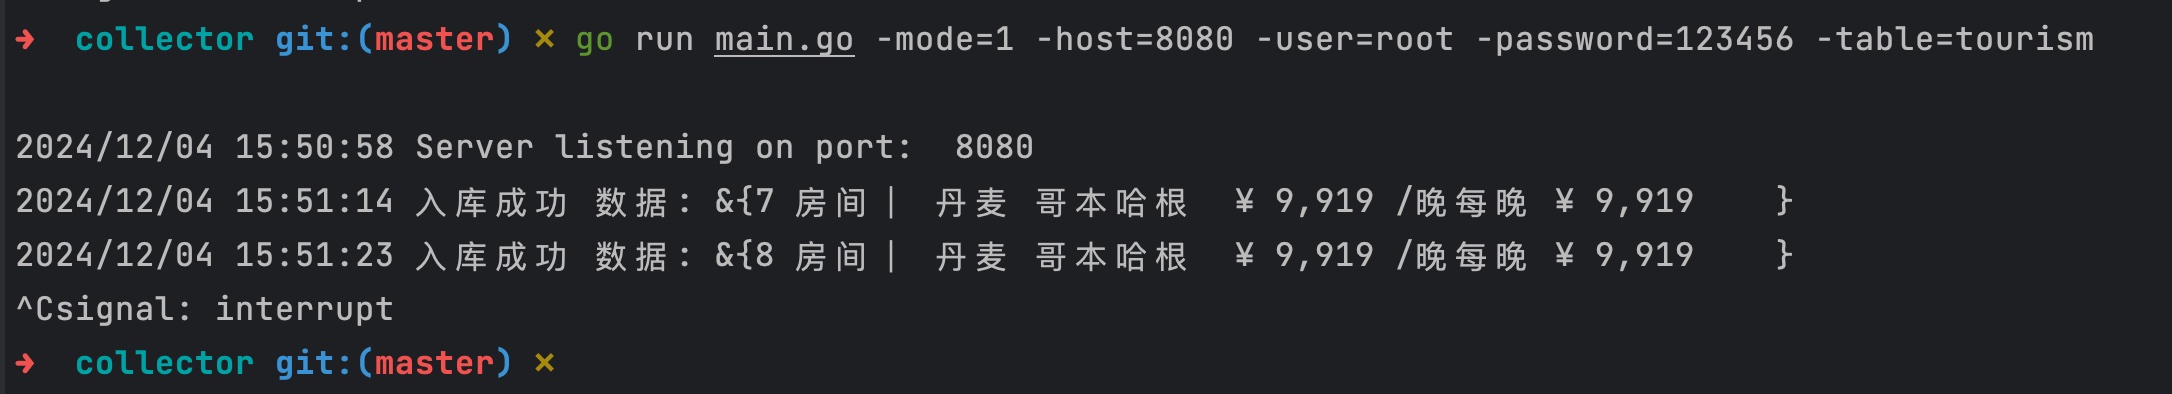 ➜  collector git:(master) ✗ go run main.go -mode=1 -host=8080 -user=root -password=123456 -table=tourism
2024/12/04 15:50:58 Server listening on port:  8080
2024/12/04 15:51:14 入库成功 数据: &{7 房间 |  丹麦 哥本哈根  ¥ 9,919 /晚每晚 ¥ 9,919    }
2024/12/04 15:51:23 入库成功 数据: &{8 房间 |  丹麦 哥本哈根  ¥ 9,919 /晚每晚 ¥ 9,919    }
^Csignal: interrupt
➜  collector git:(master) ✗